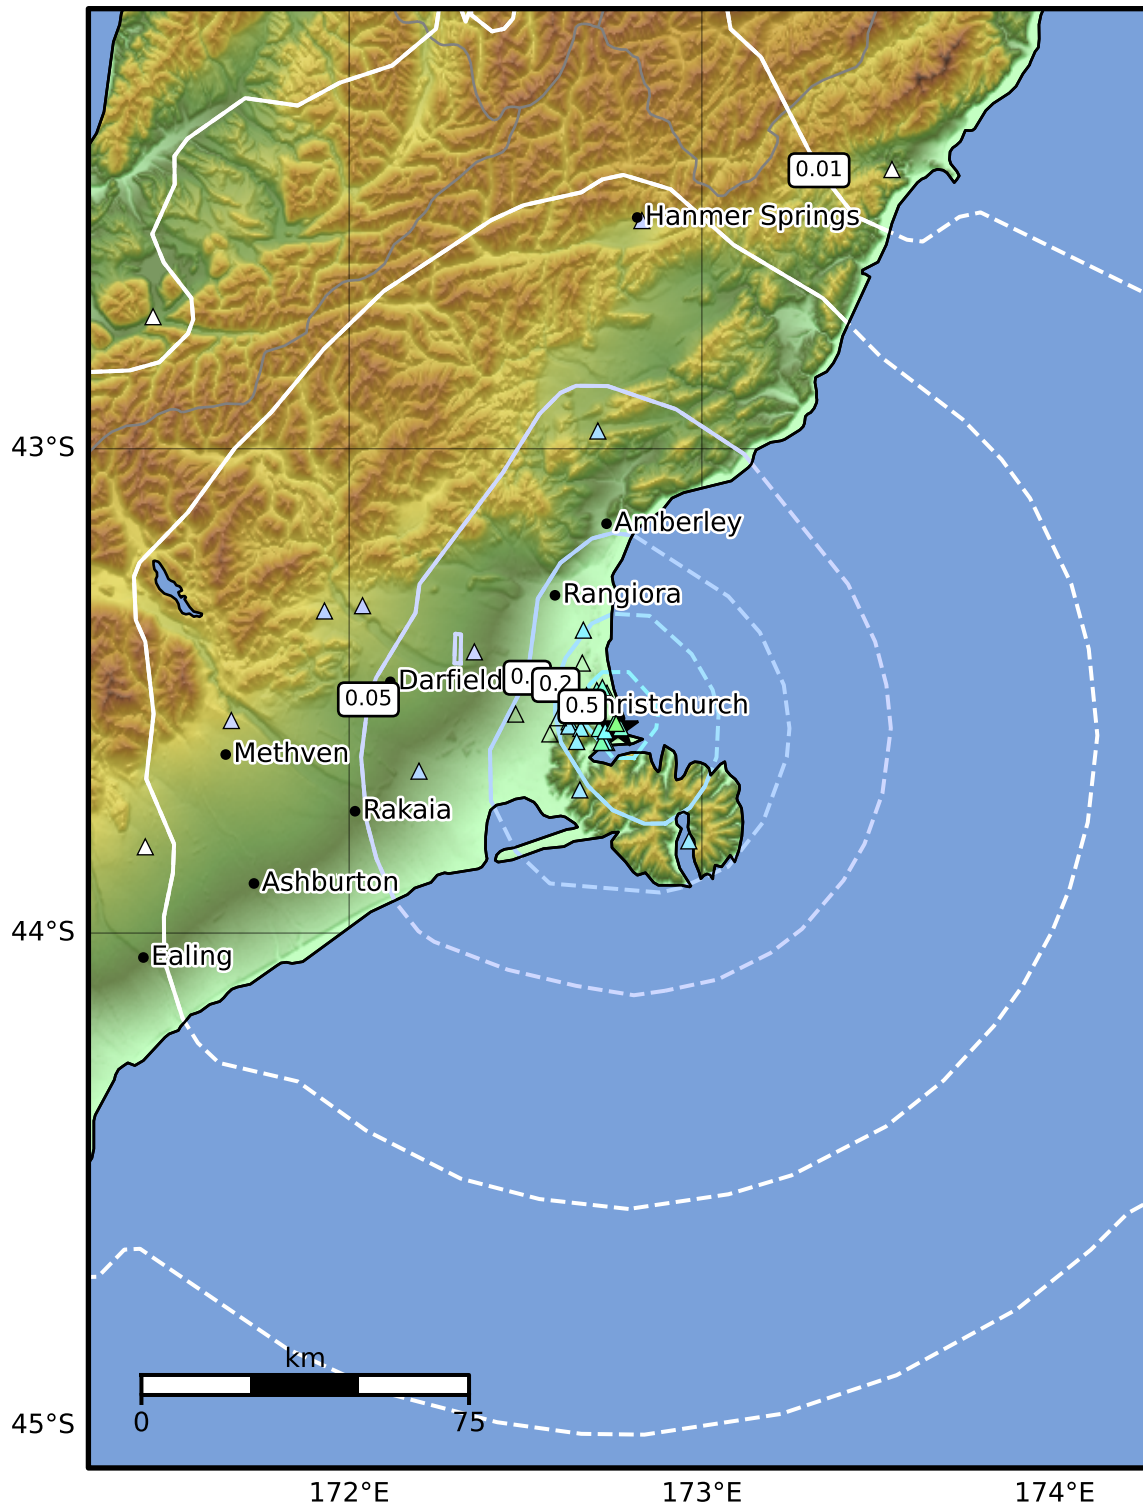 0.01
Hanmer Springs
43°S
Amberley
Rangiora
Darfield
0.2
0.05
0.5
hristchurch
Methven
Rakaia
Ashburton
44°S
Ealing
km
0
75
45°S
172°E
173°E
174°E